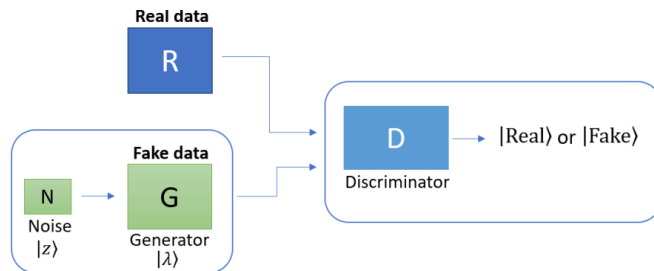 Real data
R
Fake data
N
Noise
|z⟩
G
Generator
|λ⟩
D
Discriminator
|Real⟩ or |Fake⟩